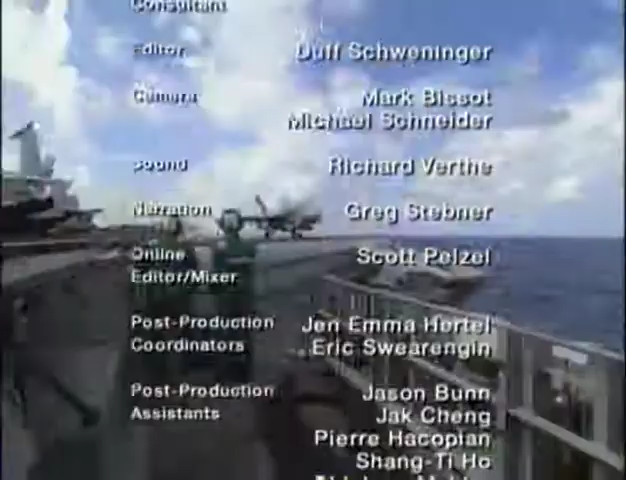 Consultant
Editor Duff Schweninger
Camera Mark Bissot
Michael Schneider
Sound Richard Verthe
Narration Greg Stebner
Online Scott Pelzel
Editor/Mixer
Post-Production Jen Emma Hertel
Coordinators Eric Swearengin
Post-Production Jason Bunn
Assistants Jak Cheng
Pierre Hacopian
Shang-Ti Ho